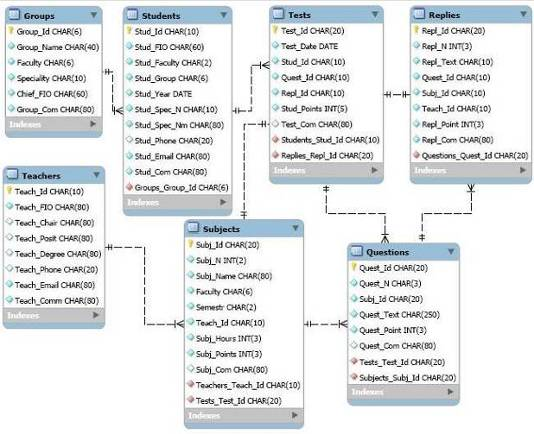 Groups
Group_Id CHAR(6)
Group_Name CHAR(40)
Faculty CHAR(6)
Speciality CHAR(10)
Chief_FIO CHAR(60)
Group_Com CHAR(80)
Indexes
Students
Stud_Id CHAR(10)
Stud_FIO CHAR(60)
Stud_Faculty CHAR(2)
Stud_Group CHAR(6)
Stud_Year DATE
Stud_Spec_N CHAR(10)
Stud_Spec_Nm CHAR(80)
Stud_Phone CHAR(20)
Stud_Email CHAR(80)
Stud_Com CHAR(80)
Groups_Group_Id CHAR(6)
Indexes
Tests
Test_Id CHAR(20)
Test_Date DATE
Stud_Id CHAR(10)
Quest_Id CHAR(10)
Repl_Id CHAR(20)
Stud_Points INT(5)
Test_Com CHAR(80)
Students_Stud_Id CHAR(10)
Replies_Repl_Id CHAR(20)
Indexes
Replies
Repl_Id CHAR(20)
Repl_N INT(3)
Repl_Text CHAR(10)
Quest_Id CHAR(10)
Subj_Id CHAR(10)
Teach_Id CHAR(10)
Repl_Point INT(3)
Repl_Com CHAR(80)
Questions_Quest_Id CHAR(20)
Indexes
Teachers
Teach_Id CHAR(10)
Teach_FIO CHAR(80)
Teach_Chair CHAR(80)
Teach_Posit CHAR(80)
Teach_Degree CHAR(80)
Teach_Phone CHAR(20)
Teach_Email CHAR(80)
Teach_Comm CHAR(80)
Indexes
Subjects
Subj_Id CHAR(20)
Subj_N INT(2)
Subj_Name CHAR(80)
Faculty CHAR(6)
Semestr CHAR(2)
Teach_Id CHAR(10)
Subj_Hours INT(3)
Subj_Points INT(3)
Subj_Com CHAR(80)
Teachers_Teach_Id CHAR(10)
Tests_Test_Id CHAR(20)
Indexes
Questions
Quest_Id CHAR(20)
Quest_N CHAR(3)
Subj_Id CHAR(20)
Quest_Text CHAR(250)
Quest_Point INT(3)
Quest_Com CHAR(80)
Tests_Test_Id CHAR(20)
Subjects_Subj_Id CHAR(20)
Indexes